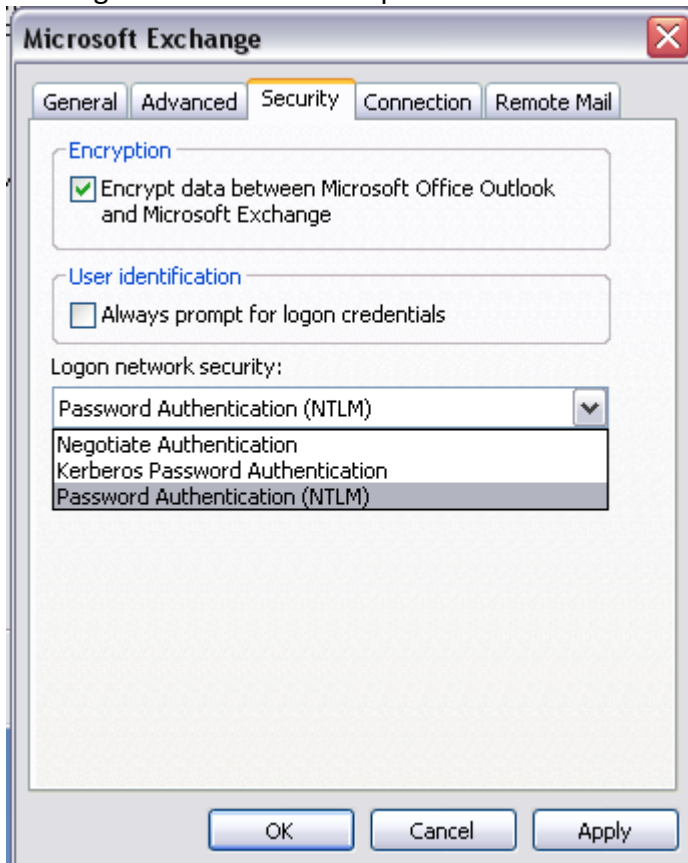 Microsoft Exchange
General Advanced Security Connection Remote Mail
Encryption
Encrypt data between Microsoft Office Outlook
and Microsoft Exchange
User identification
Always prompt for logon credentials
Logon network security:
Password Authentication (NTLM)
Negotiate Authentication
Kerberos Password Authentication
Password Authentication (NTLM)
OK Cancel Apply